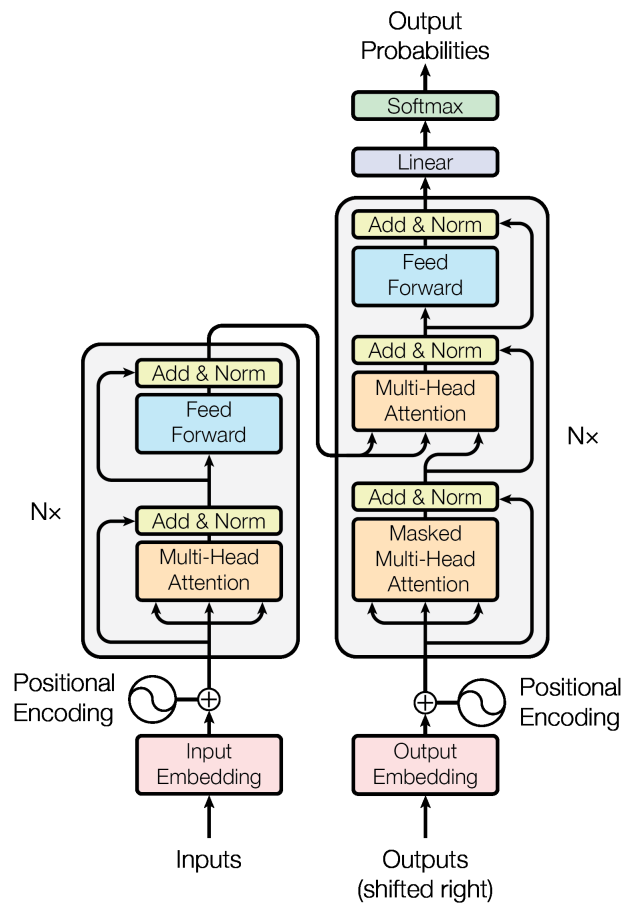 Output
Probabilities
Softmax
Linear
Add & Norm
Feed
Forward
Add & Norm
Multi-Head
Attention
Add & Norm
Masked
Multi-Head
Attention
N×
Add & Norm
Feed
Forward
Add & Norm
Multi-Head
Attention
N×
Positional
Encoding
Positional
Encoding
Input
Embedding
Output
Embedding
Inputs
Outputs
(shifted right)